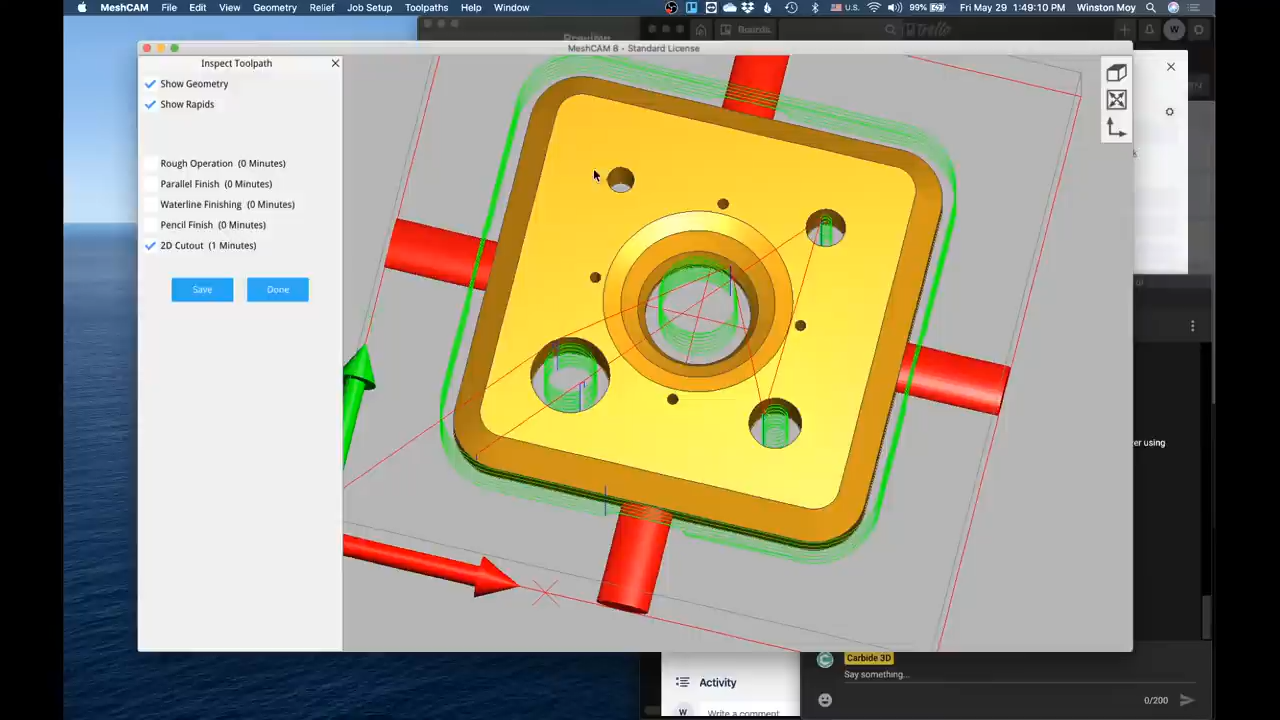 MeshCAM File Edit View Geometry Relief Job Setup Toolpaths Help Window
U.S. 99% Fri May 29 1:49:10 PM Winston Moy
MeshCAM 8 - Standard License
Boards
Trello
W
Inspect Toolpath
Show Geometry
Show Rapids
Rough Operation (0 Minutes)
Parallel Finish (0 Minutes)
Waterline Finishing (0 Minutes)
Pencil Finish (0 Minutes)
2D Cutout (1 Minutes)
Save Done
er using
Carbide 3D
Say something...
0/200
Activity
W
Write a comment